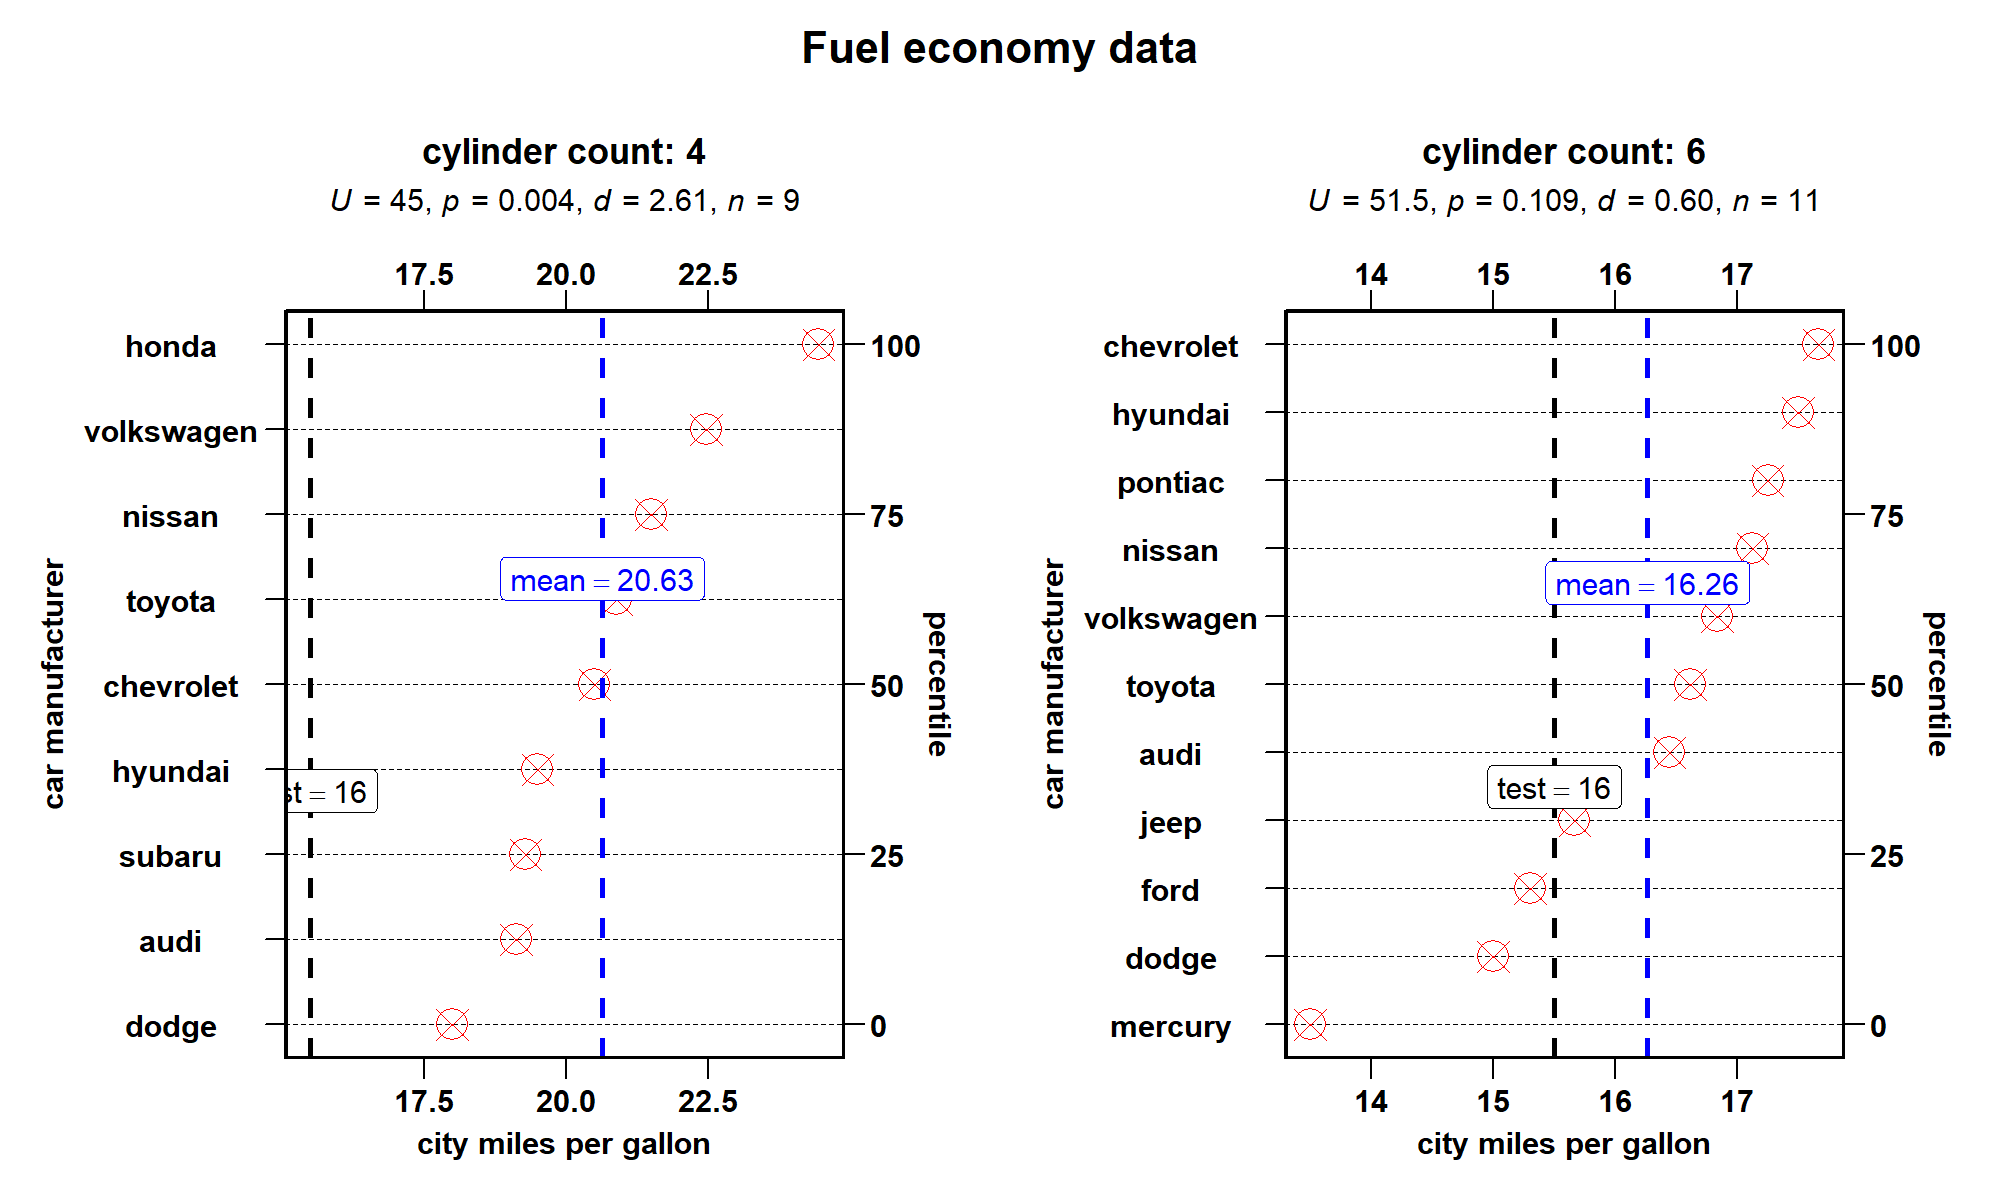 Fuel economy data
cylinder count: 4
U = 45, p = 0.004, d = 2.61, n = 9
17.5 20.0 22.5
honda 100
volkswagen
nissan 75
mean = 20.63
toyota
chevrolet 50
hyundai
st = 16
subaru 25
audi
dodge 0
car manufacturer
percentile
17.5 20.0 22.5
city miles per gallon
cylinder count: 6
U = 51.5, p = 0.109, d = 0.60, n = 11
14 15 16 17
chevrolet 100
hyundai
pontiac
75
nissan
mean = 16.26
volkswagen
toyota 50
audi
test = 16
jeep
25
ford
dodge
mercury 0
car manufacturer
percentile
14 15 16 17
city miles per gallon